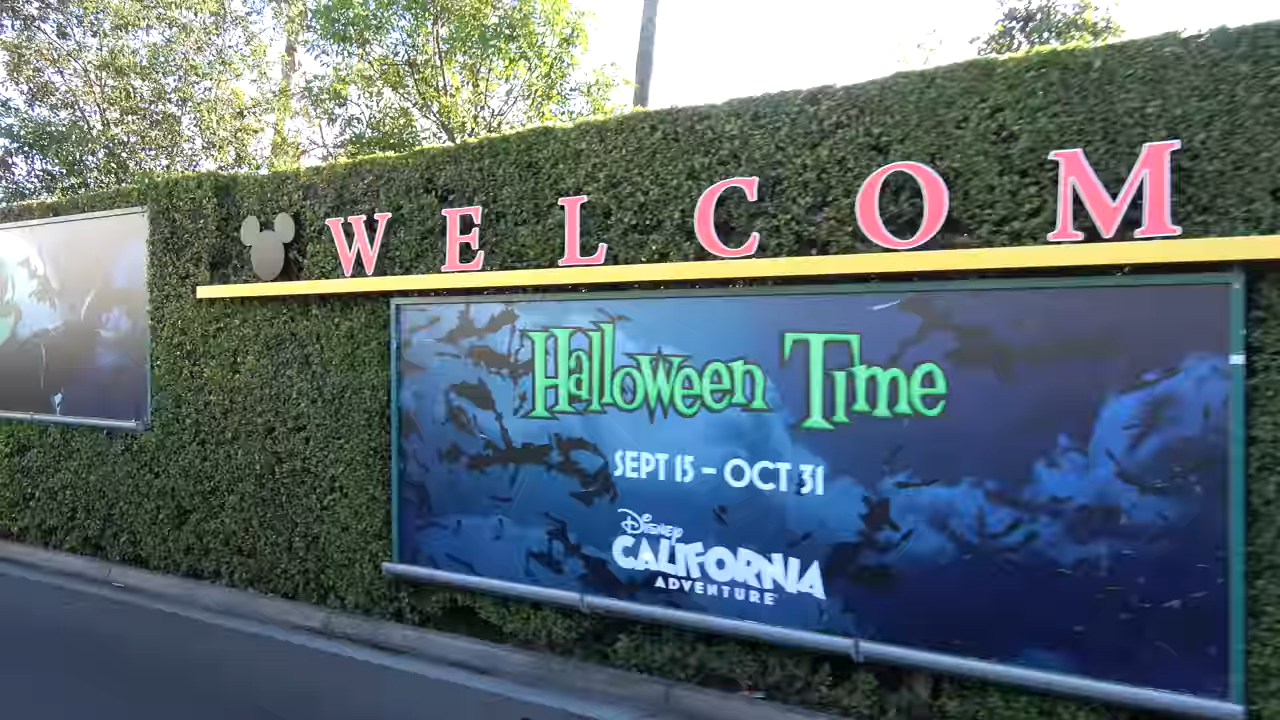 WELCOM
Halloween Time
SEPT 15 - OCT 31
Disney
CALIFORNIA
ADVENTURE